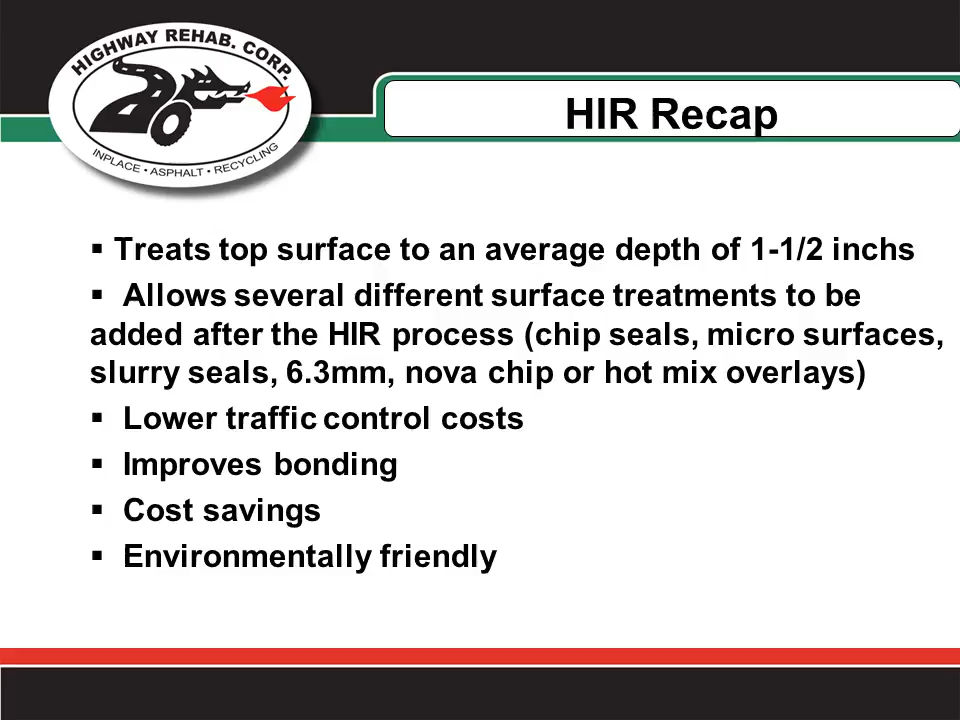 HIGHWAY REHAB. CORP.
INPLACE • ASPHALT • RECYCLING
HIR Recap
▪ Treats top surface to an average depth of 1-1/2 inchs
▪ Allows several different surface treatments to be
added after the HIR process (chip seals, micro surfaces,
slurry seals, 6.3mm, nova chip or hot mix overlays)
▪ Lower traffic control costs
▪ Improves bonding
▪ Cost savings
▪ Environmentally friendly